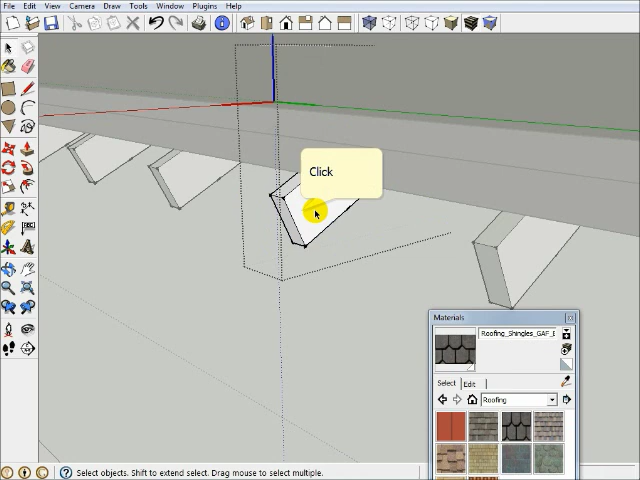 File Edit View Camera Draw Tools Window Plugins Help
Click
Materials
Roofing_Shingles_GAF_E
Select Edit
Roofing
Select objects. Shift to extend select. Drag mouse to select multiple.